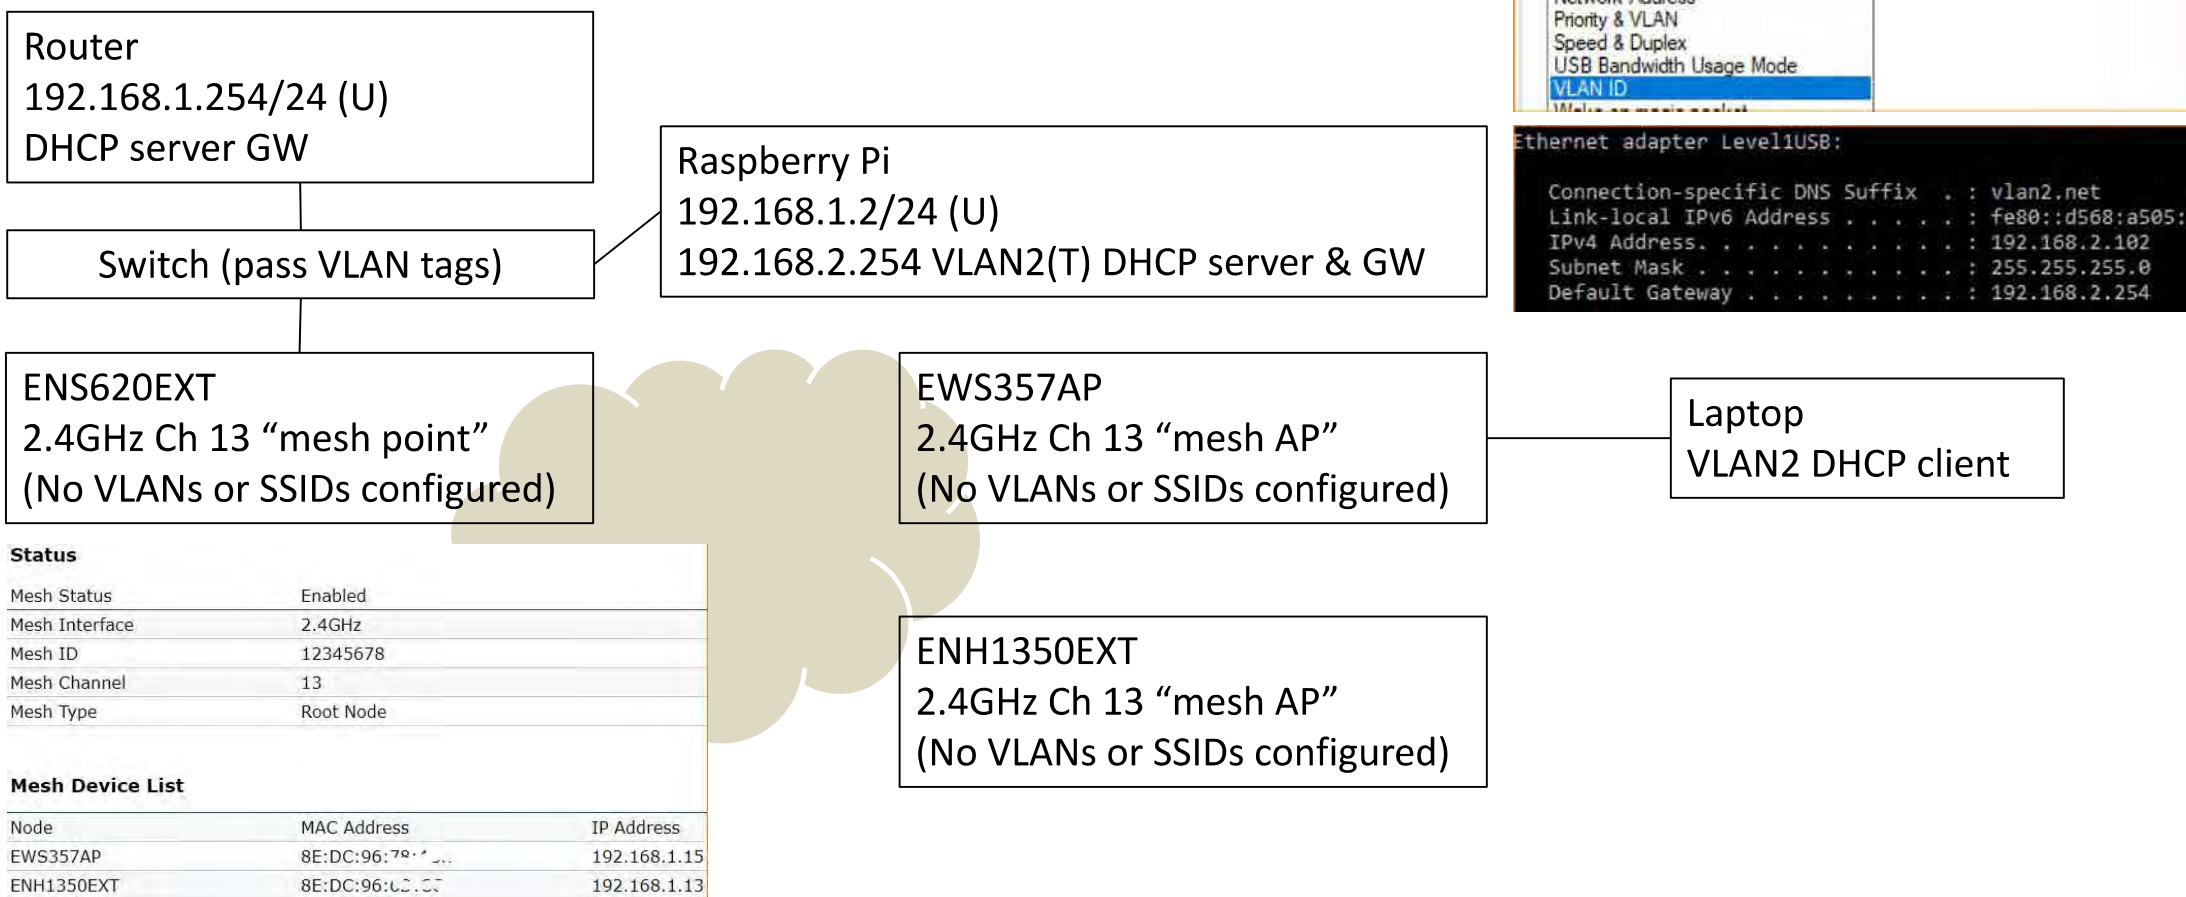 Router
192.168.1.254/24 (U)
DHCP server GW
Switch (pass VLAN tags)
Raspberry Pi
192.168.1.2/24 (U)
192.168.2.254 VLAN2(T) DHCP server & GW
Network Address
Priority & VLAN
Speed & Duplex
USB Bandwidth Usage Mode
VLAN ID
Ethernet adapter Level1USB:
Connection-specific DNS Suffix . : vlan2.net
Link-local IPv6 Address . . . . . : fe80::d568:a505:
IPv4 Address. . . . . . . . . . . : 192.168.2.102
Subnet Mask . . . . . . . . . . . : 255.255.255.0
Default Gateway . . . . . . . . . : 192.168.2.254
ENS620EXT
2.4GHz Ch 13 “mesh point”
(No VLANs or SSIDs configured)
EWS357AP
2.4GHz Ch 13 “mesh AP”
(No VLANs or SSIDs configured)
Laptop
VLAN2 DHCP client
ENH1350EXT
2.4GHz Ch 13 “mesh AP”
(No VLANs or SSIDs configured)
Status
Mesh Status Enabled
Mesh Interface 2.4GHz
Mesh ID 12345678
Mesh Channel 13
Mesh Type Root Node
Mesh Device List
Node MAC Address IP Address
EWS357AP 8E:DC:96: 192.168.1.15
ENH1350EXT 8E:DC:96: 192.168.1.13